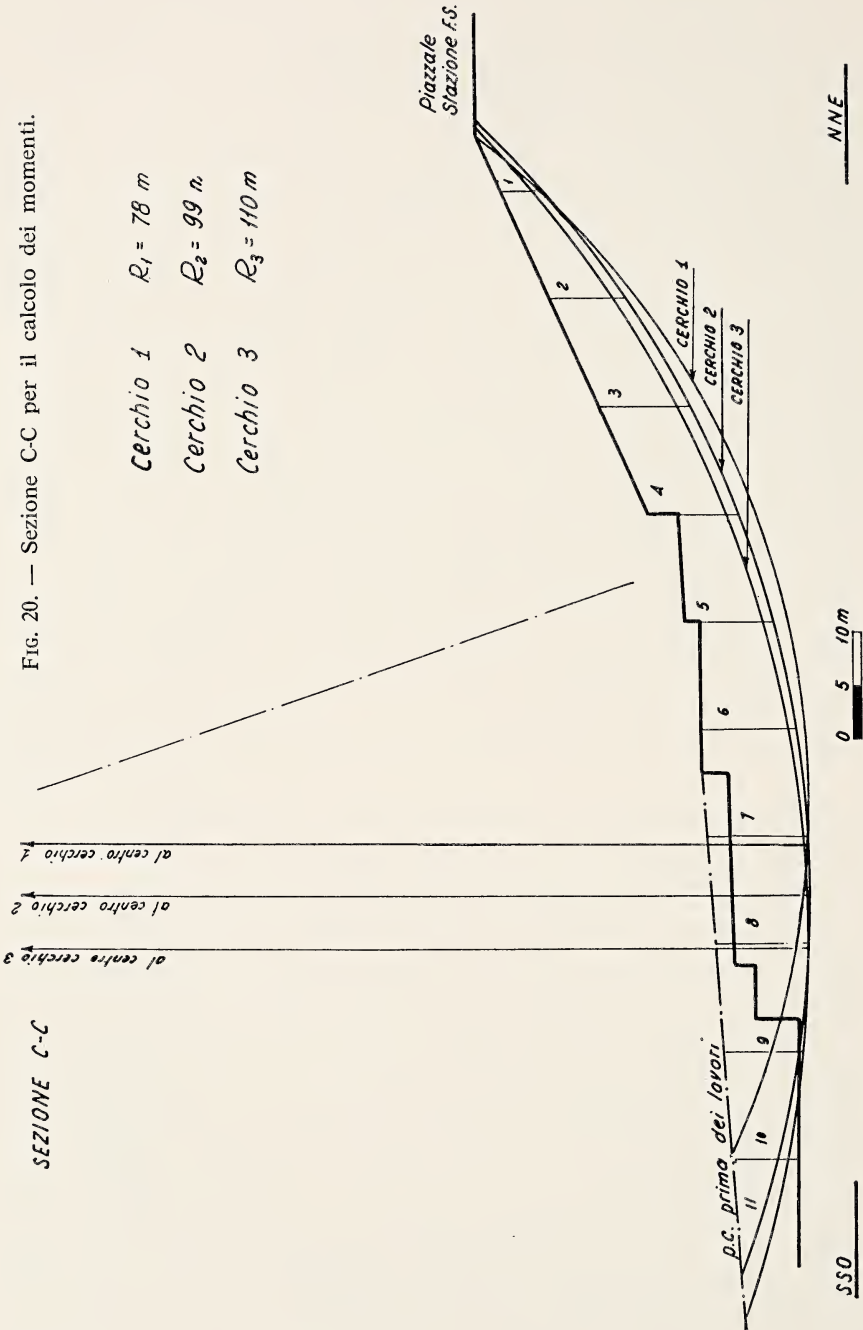 FIG. 20. — Sezione C-C per il calcolo dei momenti.
SEZIONE C-C
Cerchio 1 R₁ = 78 m
Cerchio 2 R₂ = 99 n
Cerchio 3 R₃ = 110 m
Piazzale
Stazione F.S.
al centro cerchio 3
al centro cerchio 2
al centro cerchio 1
p.c. prima dei lavori
11
10
9
8
7
6
5
4
3
2
1
CERCHIO 1
CERCHIO 2
CERCHIO 3
SSO
0 5 10m
NNE